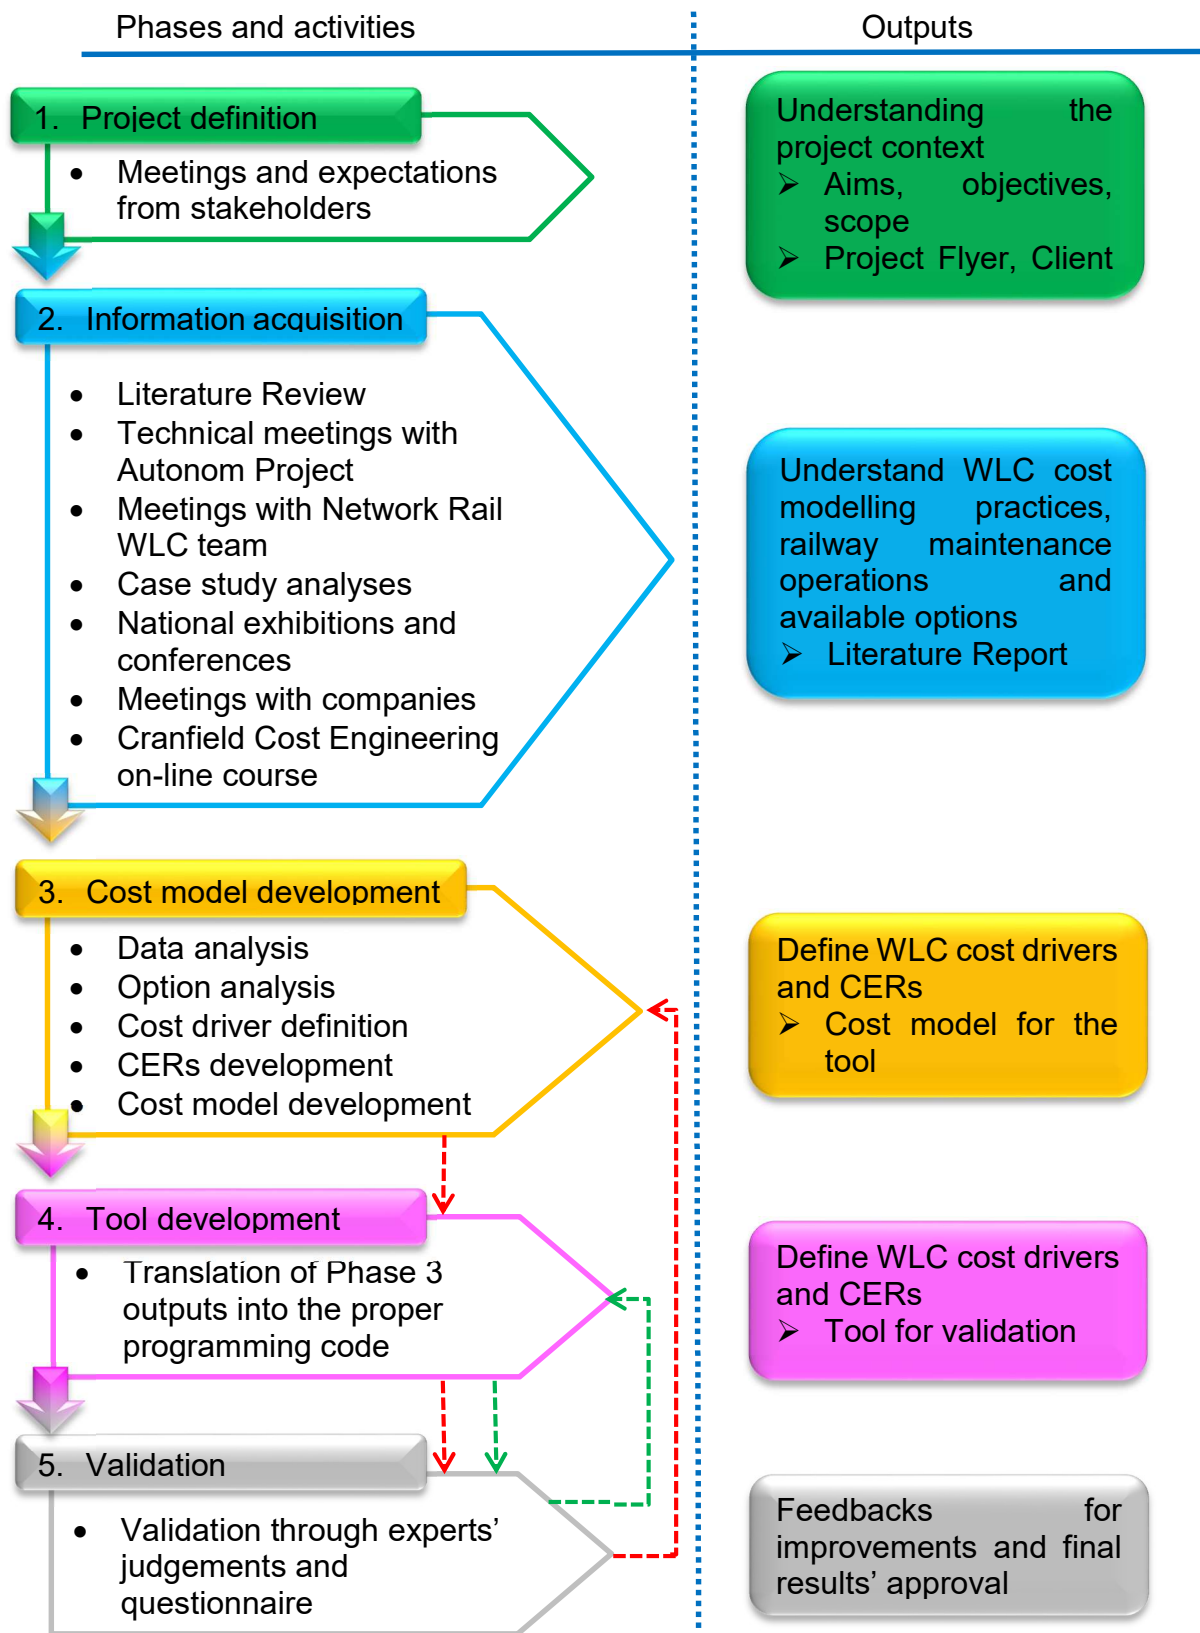 Phases and activities
Outputs
1. Project definition
• Meetings and expectations
from stakeholders
Understanding the
project context
➢ Aims, objectives,
scope
➢ Project Flyer, Client
2. Information acquisition
• Literature Review
• Technical meetings with
Autonom Project
• Meetings with Network Rail
WLC team
• Case study analyses
• National exhibitions and
conferences
• Meetings with companies
• Cranfield Cost Engineering
on-line course
Understand WLC cost
modelling practices,
railway maintenance
operations and
available options
➢ Literature Report
3. Cost model development
• Data analysis
• Option analysis
• Cost driver definition
• CERs development
• Cost model development
Define WLC cost drivers
and CERs
➢ Cost model for the
tool
4. Tool development
• Translation of Phase 3
outputs into the proper
programming code
Define WLC cost drivers
and CERs
➢ Tool for validation
5. Validation
• Validation through experts’
judgements and
questionnaire
Feedbacks for
improvements and final
results’ approval